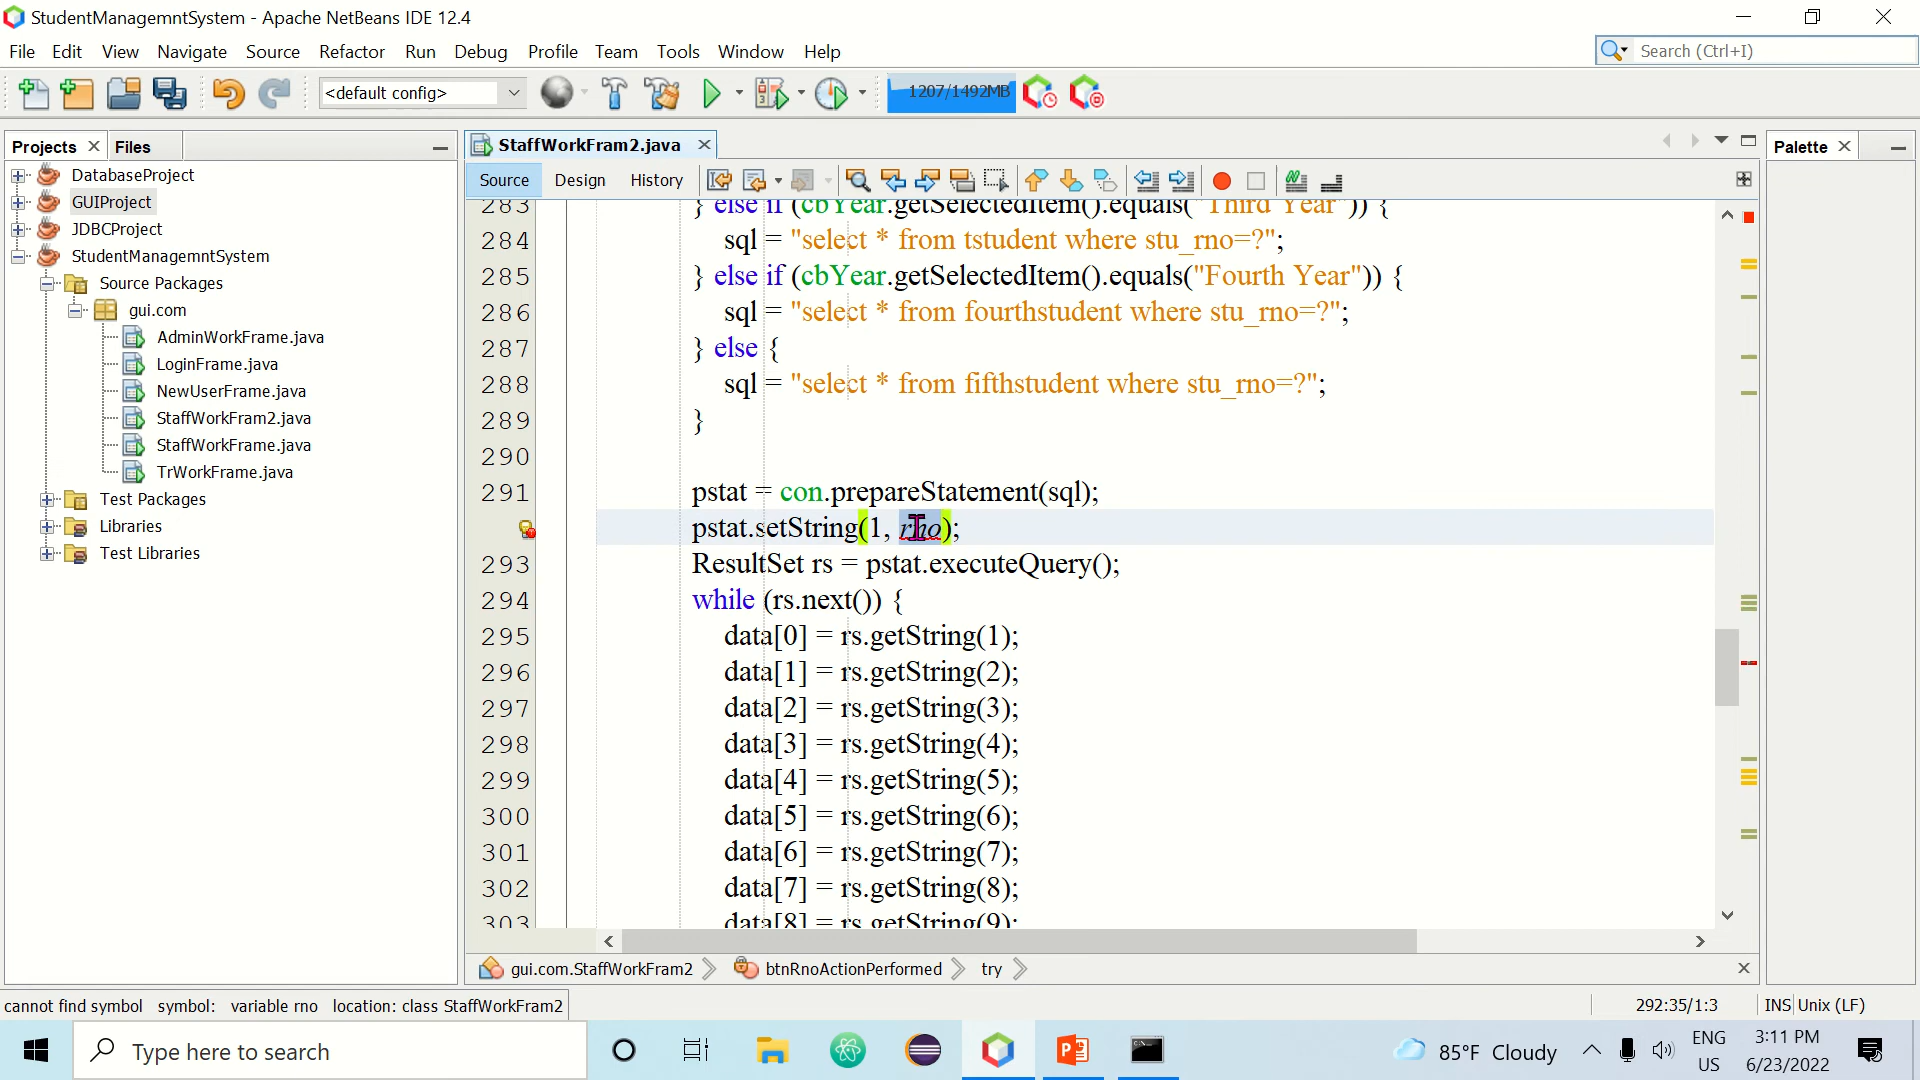 StudentManagemntSystem - Apache NetBeans IDE 12.4
File Edit View Navigate Source Refactor Run Debug Profile Team Tools Window Help
Search (Ctrl+I)
<default config>
1207/1492MB
Projects Files
StaffWorkFram2.java
Palette
Source Design History
DatabaseProject
GUIProject
JDBCProject
StudentManagemntSystem
Source Packages
gui.com
AdminWorkFrame.java
LoginFrame.java
NewUserFrame.java
StaffWorkFram2.java
StaffWorkFrame.java
TrWorkFrame.java
Test Packages
Libraries
Test Libraries
283 } else if (cbYear.getSelectedItem().equals("Third Year")) {
284 sql = "select * from tstudent where stu_rno=?";
285 } else if (cbYear.getSelectedItem().equals("Fourth Year")) {
286 sql = "select * from fourthstudent where stu_rno=?";
287 } else {
288 sql = "select * from fifthstudent where stu_rno=?";
289 }
290
291 pstat = con.prepareStatement(sql);
pstat.setString(1, rno);
293 ResultSet rs = pstat.executeQuery();
294 while (rs.next()) {
295 data[0] = rs.getString(1);
296 data[1] = rs.getString(2);
297 data[2] = rs.getString(3);
298 data[3] = rs.getString(4);
299 data[4] = rs.getString(5);
300 data[5] = rs.getString(6);
301 data[6] = rs.getString(7);
302 data[7] = rs.getString(8);
303 data[8] = rs.getString(9);
gui.com.StaffWorkFram2 btnRnoActionPerformed try
cannot find symbol symbol: variable rno location: class StaffWorkFram2
292:35/1:3 INS Unix (LF)
Type here to search
85°F Cloudy
ENG
US
3:11 PM
6/23/2022